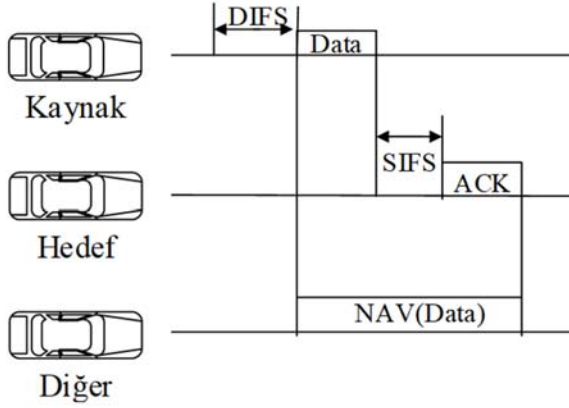 DIFS
Data
Kaynak
SIFS
ACK
Hedef
NAV(Data)
Diğer